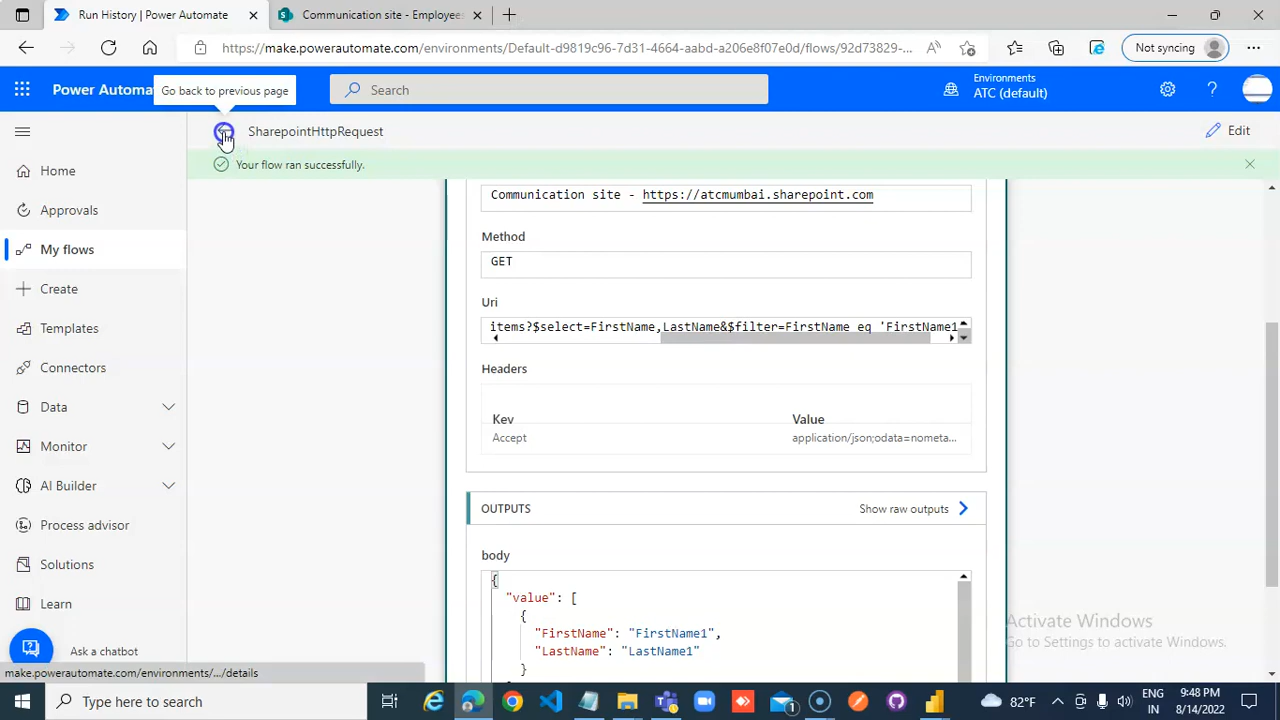 Run History | Power Automate
Communication site - Employees
https://make.powerautomate.com/environments/Default-d9819c96-7d31-4664-aabd-a206e8d7e0d/flows/92d73829-...
Not syncing
Power Automa
Go back to previous page
Search
Environments
ATC (default)
SharepointHttpRequest
Edit
Your flow ran successfully.
Home
Approvals
My flows
Create
Templates
Connectors
Data
Monitor
AI Builder
Process advisor
Solutions
Learn
Ask a chatbot
Communication site - https://atcmumbai.sharepoint.com
Method
GET
Uri
items?$select=FirstName,LastName&$filter=FirstName eq 'FirstName1
Headers
Key Value
Accept application/json;odata=nometa...
OUTPUTS
Show raw outputs
body
{
"value": [
{
"FirstName": "FirstName1",
"LastName": "LastName1"
}
Activate Windows
Go to Settings to activate Windows.
make.powerautomate.com/environments/.../details
Type here to search
1
82°F
ENG
IN
9:48 PM
8/14/2022